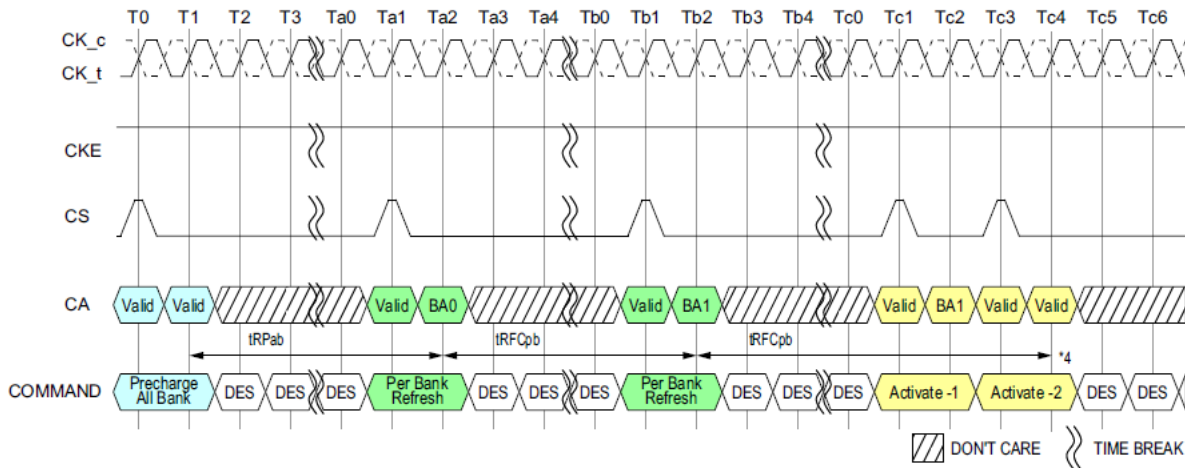 T0 T1 T2 T3 Ta0 Ta1 Ta2 Ta3 Ta4 Tb0 Tb1 Tb2 Tb3 Tb4 Tc0 Tc1 Tc2 Tc3 Tc4 Tc5 Tc6
CK_c
CK_t
CKE
CS
CA Valid Valid Valid BA0 Valid BA1 Valid BA1 Valid Valid
tRPab tRFCpb tRFCpb *4
COMMAND Precharge All Bank DES DES DES Per Bank Refresh DES DES DES Per Bank Refresh DES DES DES Activate -1 Activate -2 DES DES
DON'T CARE TIME BREAK